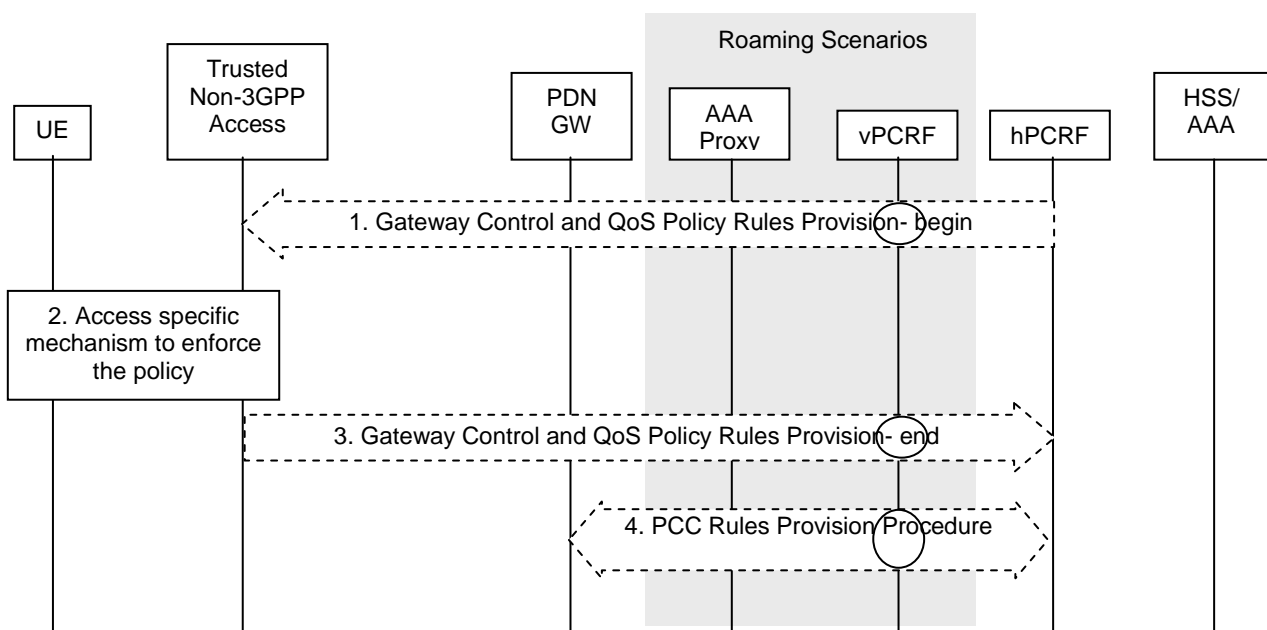 Roaming Scenarios
UE
Trusted
Non-3GPP
Access
PDN
GW
AAA
Proxy
vPCRF
hPCRF
HSS/
AAA
1. Gateway Control and QoS Policy Rules Provision- begin
2. Access specific
mechanism to enforce
the policy
3. Gateway Control and QoS Policy Rules Provision- end
4. PCC Rules Provision Procedure